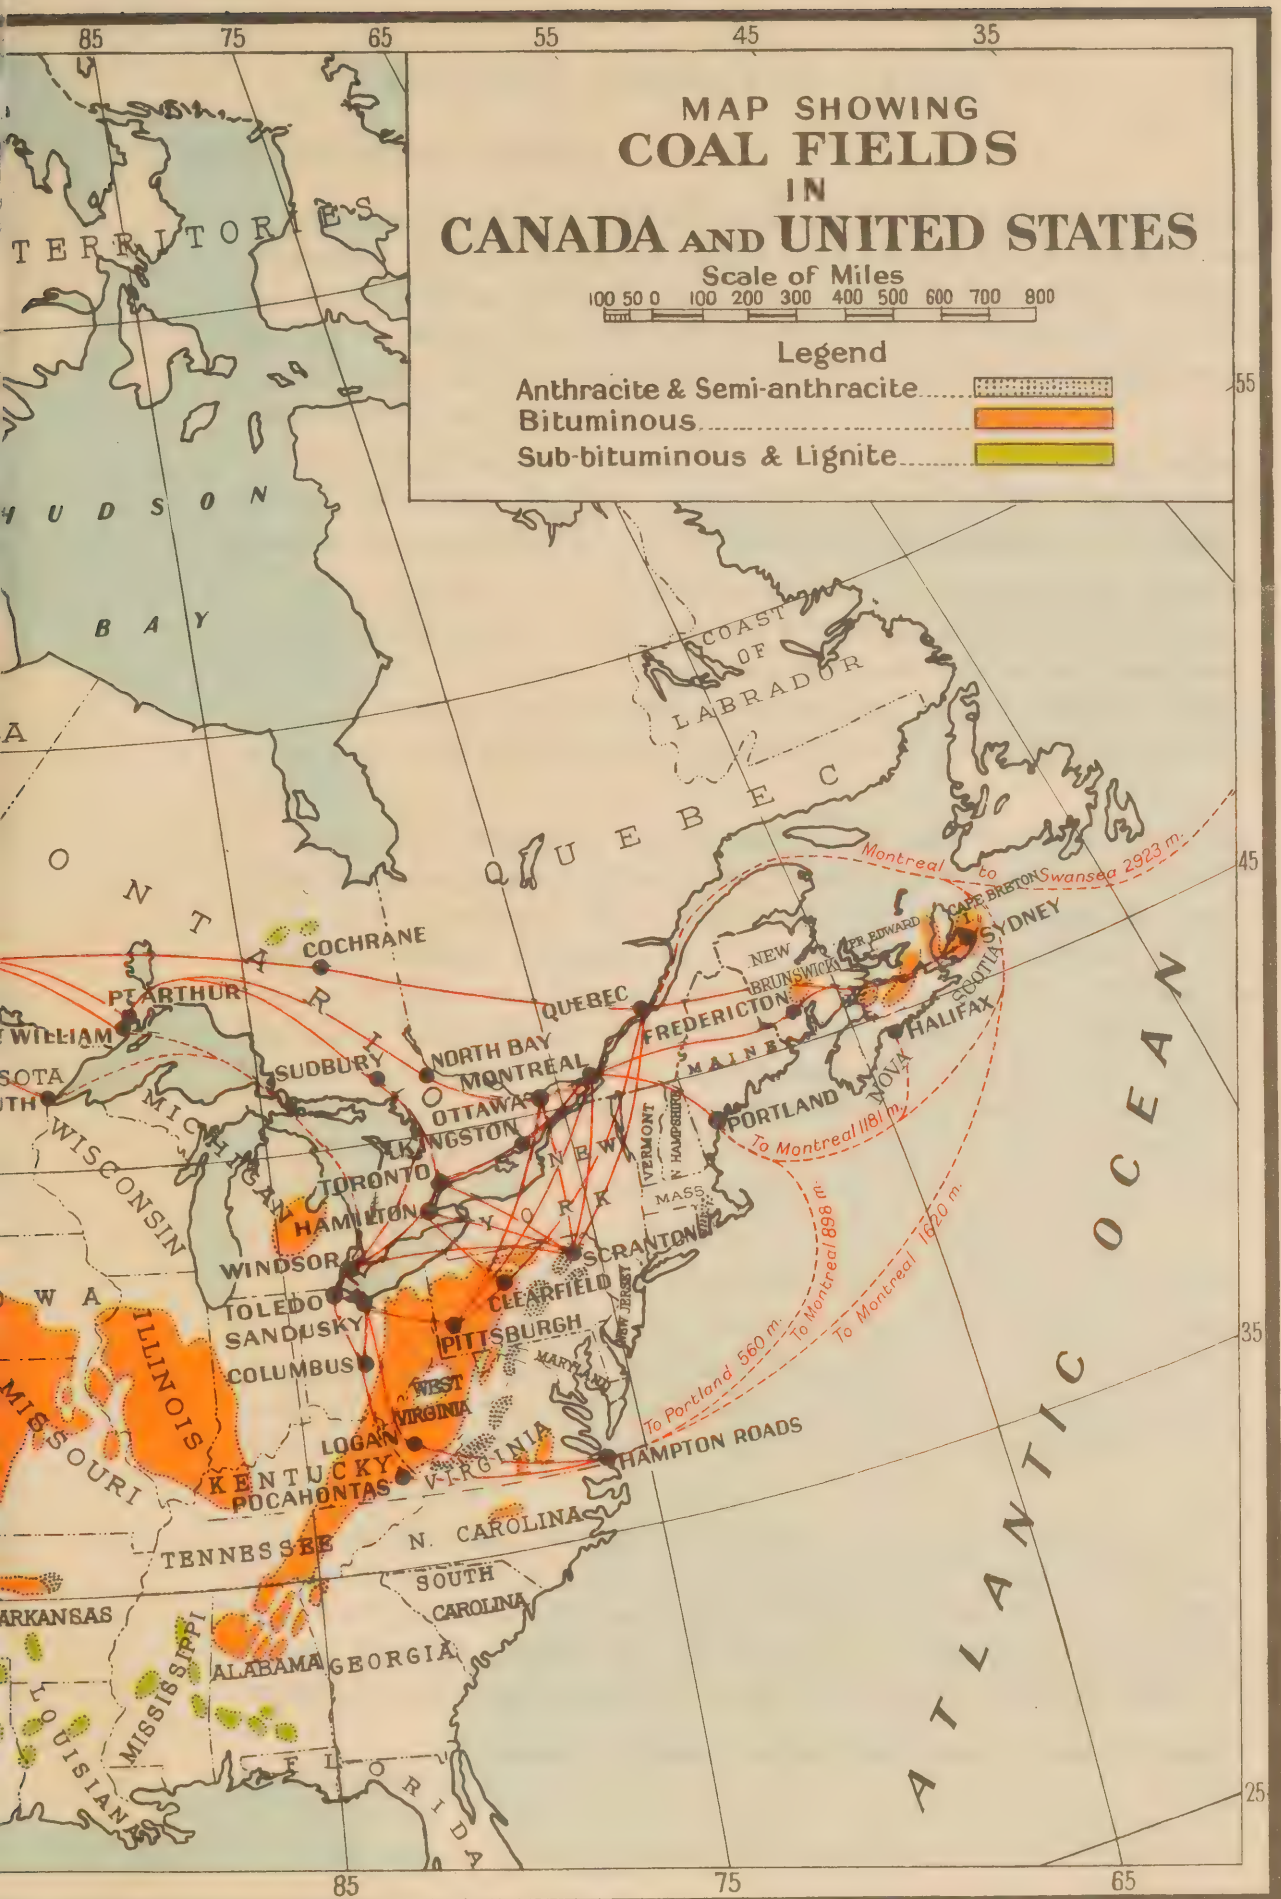 85 75 65 55 45 35
MAP SHOWING
COAL FIELDS
IN
CANADA AND UNITED STATES
Scale of Miles
100 50 0 100 200 300 400 500 600 700 800
Legend
Anthracite & Semi-anthracite
Bituminous
Sub-bituminous & Lignite
TERRITORIES
55
HUDSON
BAY
COAST
OF
LABRADOR
A
QUEBEC
ONTARIO
Montreal to Swansea 2923 m.
45
CAPE BRETON I.
SYDNEY
PR. EDWARD
COCHRANE
NEW
BRUNSWICK
NOVA SCOTIA
PT ARTHUR
QUEBEC
FREDERICTON
HALIFAX
T WILLIAM
NORTH BAY
MAINE
SUDBURY
MONTREAL
SOTA
UTH
OTTAWA
PORTLAND
MICHIGAN
KINGSTON
VERMONT
N HAMPSHIRE
To Montreal 1181 m.
WISCONSIN
NEW YORK
TORONTO
MASS
HAMILTON
SCRANTON
WINDSOR
To Montreal 898 m.
To Montreal 1620 m.
CLEARFIELD
TOLEDO
NEW JERSEY
OWA
ILLINOIS
SANDUSKY
PITTSBURGH
35
COLUMBUS
MARYLAND
WEST
VIRGINIA
To Portland 560 m.
MISSOURI
LOGAN
VIRGINIA
HAMPTON ROADS
KENTUCKY
POCAHONTAS
ATLANTIC OCEAN
N. CAROLINA
TENNESSEE
SOUTH
CAROLINA
ARKANSAS
MISSISSIPPI
ALABAMA
GEORGIA
LOUISIANA
FLORIDA
25
85 75 65